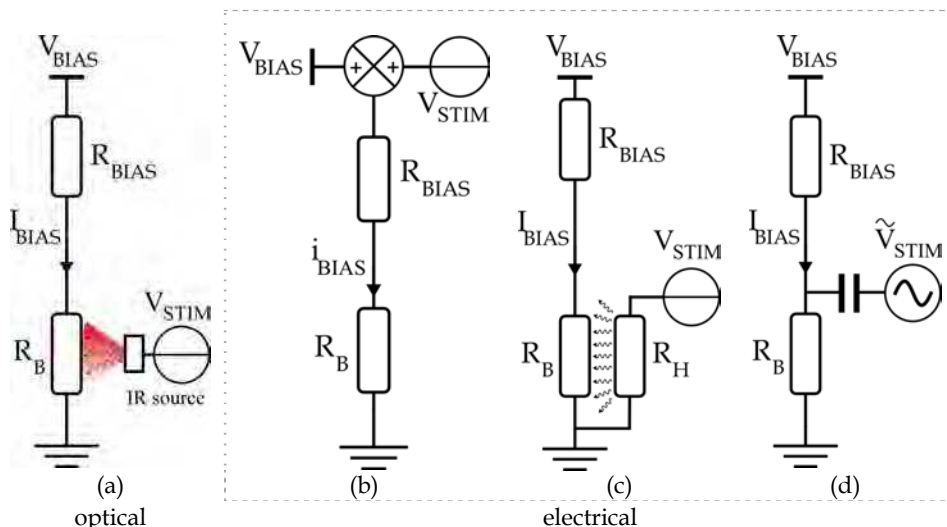 V_BIAS
R_BIAS
I_BIAS
V_STIM
R_B
IR source
(a)
optical
V_BIAS
+ +
V_STIM
R_BIAS
i_BIAS
R_B
(b)
V_BIAS
R_BIAS
I_BIAS
V_STIM
R_B
R_H
(c)
V_BIAS
R_BIAS
I_BIAS
Ṽ_STIM
R_B
(d)
electrical